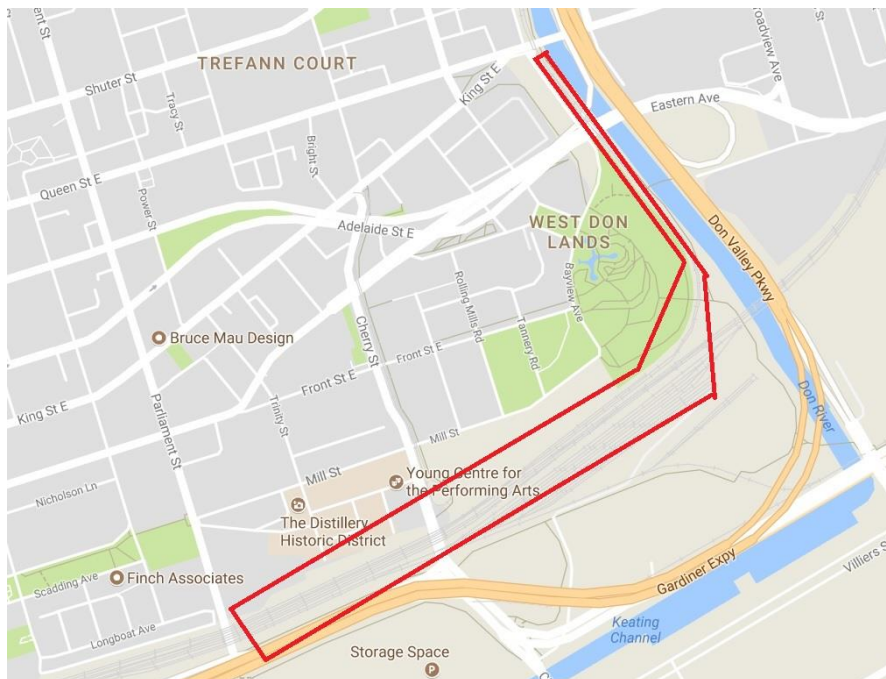 ent St
TREFANN COURT
Shuter St
Tracy St
King St E
Broadview Ave
Eastern Ave
Bright St
Queen St E
Power St
Adelaide St E
WEST DON
LANDS
Don Valley Pkwy
Bayview Ave
Rolling Mills Rd
Tannery Rd
Bruce Mau Design
Cherry St
Front St E
Front St E
King St E
Trinity St
Parliament St
Don River
Mill St
Mill St
Nicholson Ln
Young Centre for
the Performing Arts
The Distillery
Historic District
Scadding Ave
Finch Associates
Gardiner Expy
Villiers S
Longboat Ave
Keating
Channel
Storage Space
P
C